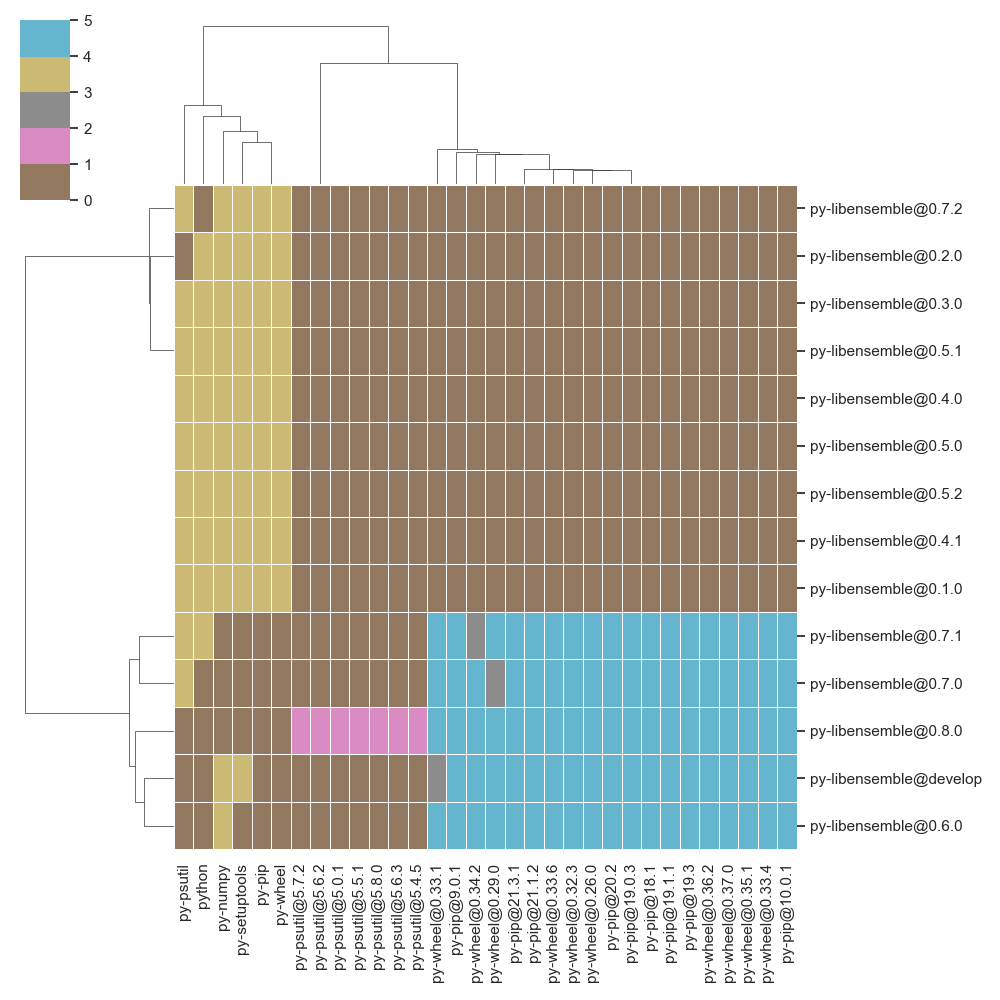 5
4
3
2
1
0
py-libensemble@0.7.2
py-libensemble@0.2.0
py-libensemble@0.3.0
py-libensemble@0.5.1
py-libensemble@0.4.0
py-libensemble@0.5.0
py-libensemble@0.5.2
py-libensemble@0.4.1
py-libensemble@0.1.0
py-libensemble@0.7.1
py-libensemble@0.7.0
py-libensemble@0.8.0
py-libensemble@develop
py-libensemble@0.6.0
py-psutil
python
py-numpy
py-setuptools
py-pip
py-wheel
py-psutil@5.7.2
py-psutil@5.6.2
py-psutil@5.0.1
py-psutil@5.5.1
py-psutil@5.8.0
py-psutil@5.6.3
py-psutil@5.4.5
py-wheel@0.33.1
py-pip@9.0.1
py-wheel@0.34.2
py-wheel@0.29.0
py-pip@21.3.1
py-pip@21.1.2
py-wheel@0.33.6
py-wheel@0.32.3
py-wheel@0.26.0
py-pip@20.2
py-pip@19.0.3
py-pip@18.1
py-pip@19.1.1
py-pip@19.3
py-wheel@0.36.2
py-wheel@0.37.0
py-wheel@0.35.1
py-wheel@0.33.4
py-pip@10.0.1